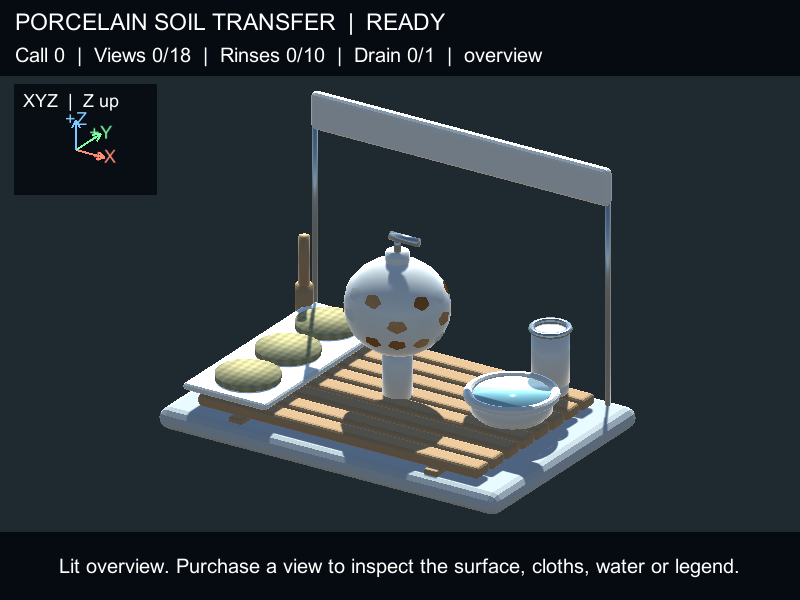 PORCELAIN SOIL TRANSFER | READY
Call 0 | Views 0/18 | Rinses 0/10 | Drain 0/1 | overview
XYZ | Z up
+Z
+Y
X
Lit overview. Purchase a view to inspect the surface, cloths, water or legend.